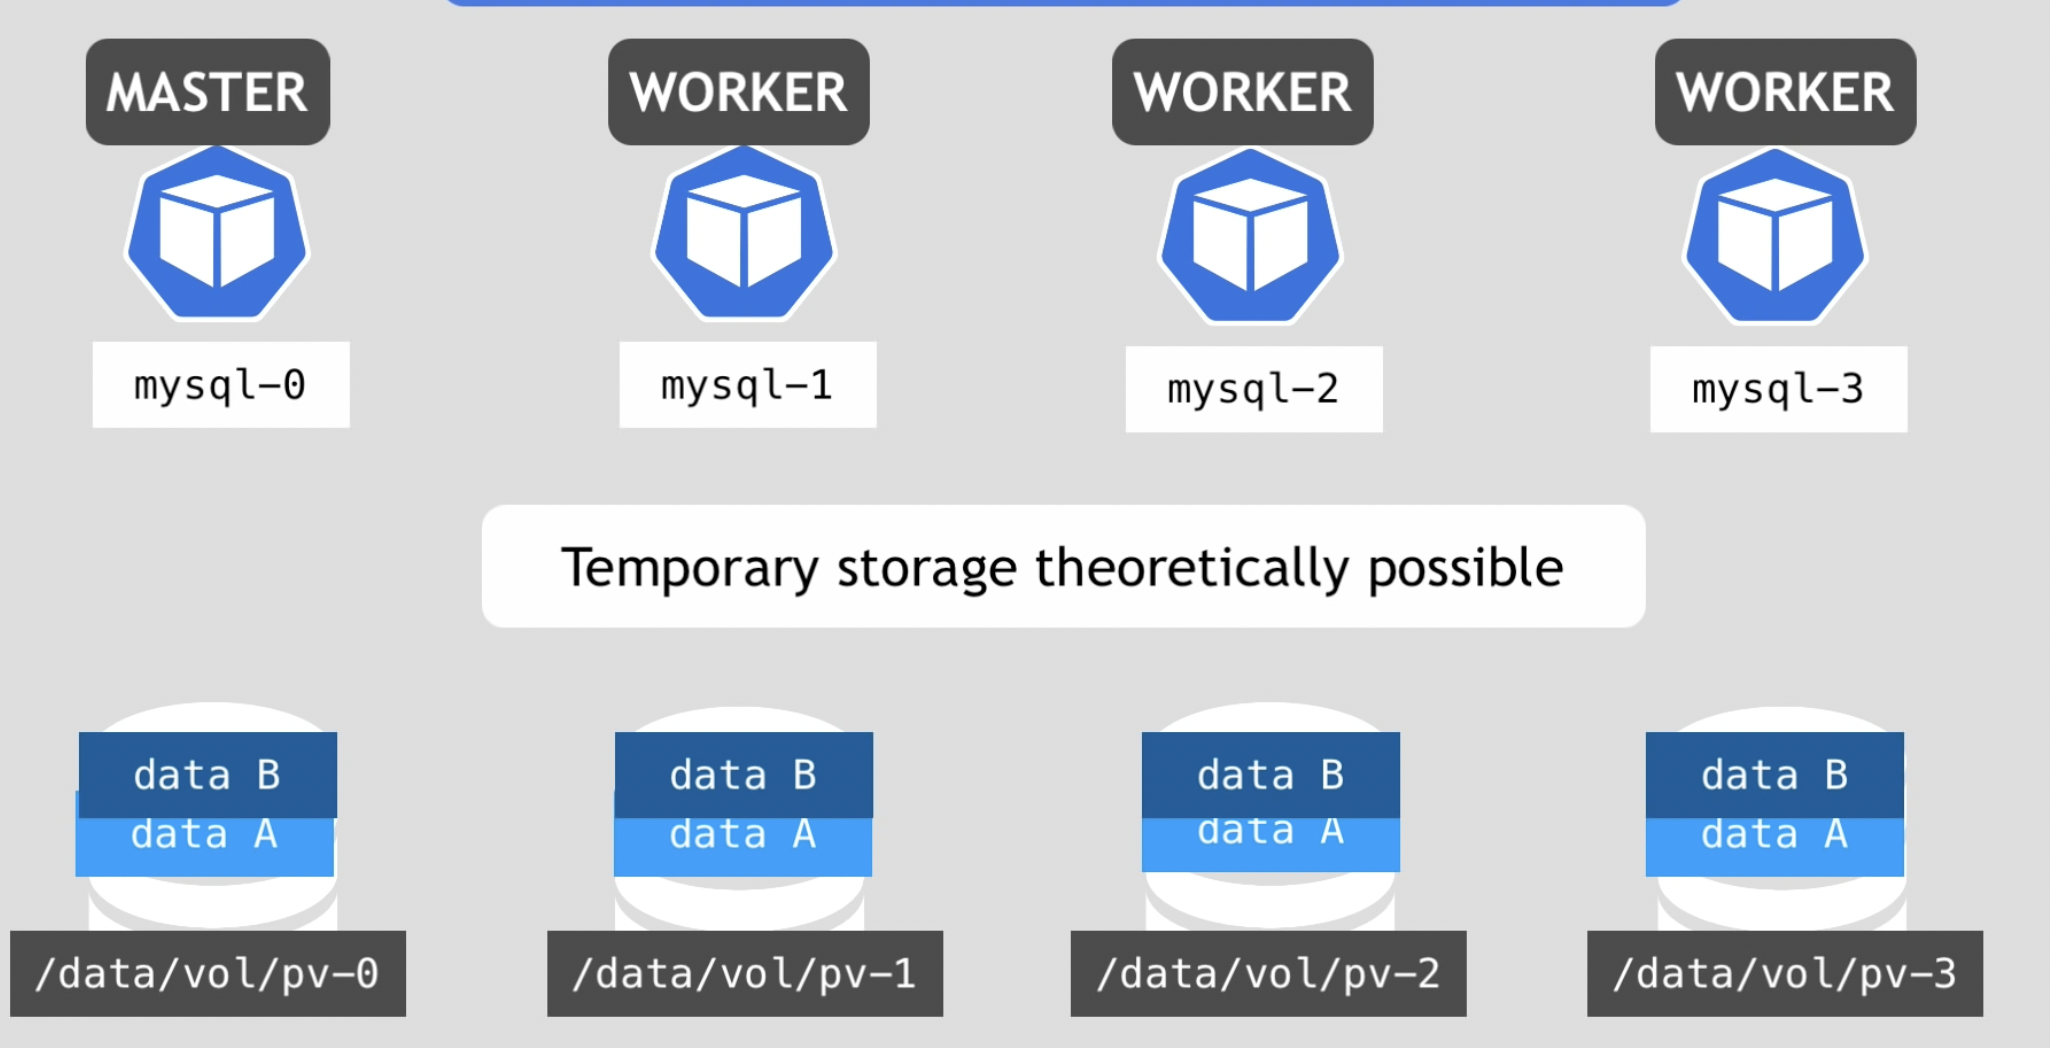 MASTER
WORKER
WORKER
WORKER
mysql-0
mysql-1
mysql-2
mysql-3
Temporary storage theoretically possible
data B
data B
data B
data B
data A
data A
data A
data A
/data/vol/pv-0
/data/vol/pv-1
/data/vol/pv-2
/data/vol/pv-3